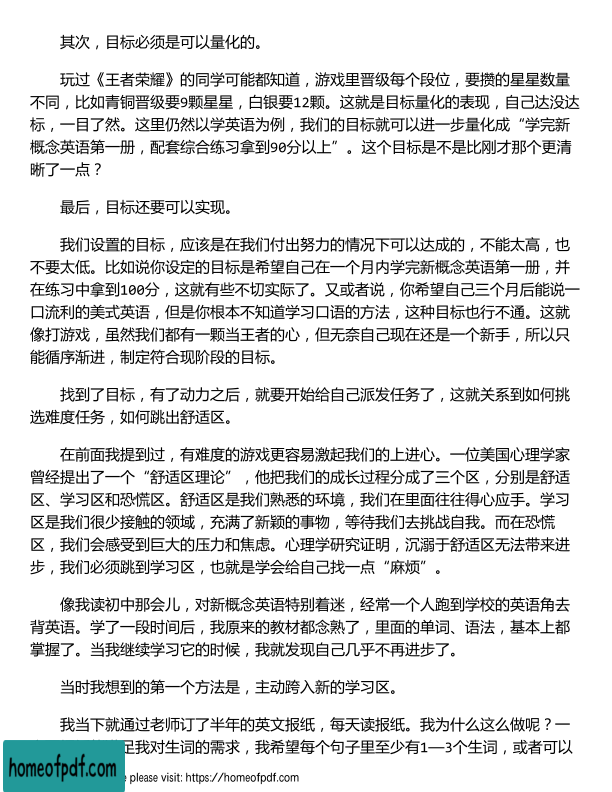 其次，目标必须是可以量化的。
玩过《王者荣耀》的同学可能都知道，游戏里晋级每个段位，要攒的星星数量
不同，比如青铜晋级要9颗星星，白银要12颗。这就是目标量化的表现，自己达没达
标，一目了然。这里仍然以学英语为例，我们的目标就可以进一步量化成“学完新
概念英语第一册，配套综合练习拿到90分以上”。这个目标是不是比刚才那个更清
晰了一点？
最后，目标还要可以实现。
我们设置的目标，应该是在我们付出努力的情况下可以达成的，不能太高，也
不要太低。比如说你设定的目标是希望自己在一个月内学完新概念英语第一册，并
在练习中拿到100分，这就有些不切实际了。又或者说，你希望自己三个月后能说一
口流利的美式英语，但是你根本不知道学习口语的方法，这种目标也行不通。这就
像打游戏，虽然我们都有一颗当王者的心，但无奈自己现在还是一个新手，所以只
能循序渐进，制定符合现阶段的目标。
找到了目标，有了动力之后，就要开始给自己派发任务了，这就关系到如何挑
选难度任务，如何跳出舒适区。
在前面我提到过，有难度的游戏更容易激起我们的上进心。一位美国心理学家
曾经提出了一个“舒适区理论”，他把我们的成长过程分成了三个区，分别是舒适
区、学习区和恐慌区。舒适区是我们熟悉的环境，我们在里面往往得心应手。学习
区是我们很少接触的领域，充满了新颖的事物，等待我们去挑战自我。而在恐慌
区，我们会感受到巨大的压力和焦虑。心理学研究证明，沉溺于舒适区无法带来进
步，我们必须跳到学习区，也就是学会给自己找一点“麻烦”。
像我读初中那会儿，对新概念英语特别着迷，经常一个人跑到学校的英语角去
背英语。学了一段时间后，我原来的教材都念熟了，里面的单词、语法，基本上都
掌握了。当我继续学习它的时候，我就发现自己几乎不再进步了。
当时我想到的第一个方法是，主动跨入新的学习区。
我当下就通过老师订了半年的英文报纸，每天读报纸。我为什么这么做呢？一
足我对生词的需求，我希望每个句子里至少有1—3个生词，或者可以
homeofpdf.com
e please visit: https://homeofpdf.com